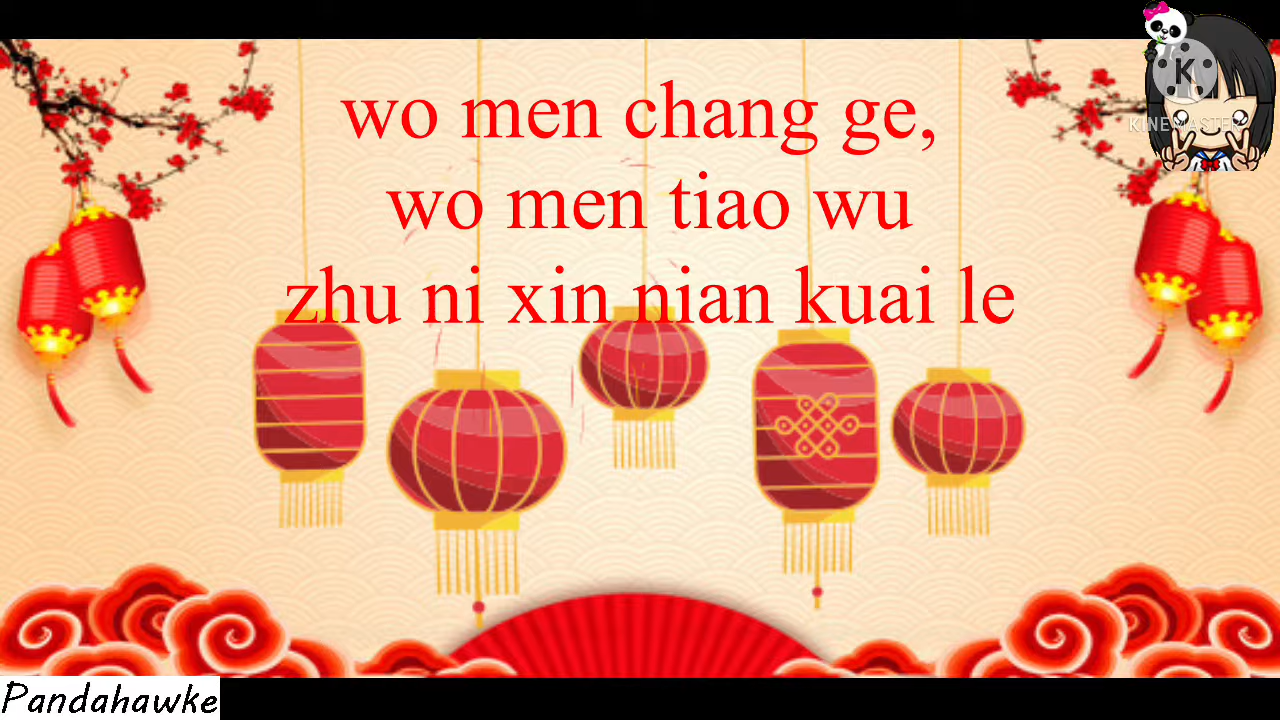 wo men chang ge,
wo men tiao wu
zhu ni xin nian kuai le
K
KINEMASTER
Pandahawke